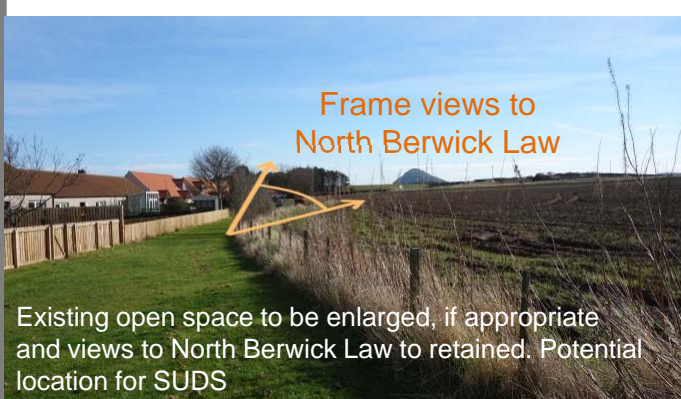 Frame views to
North Berwick Law
Existing open space to be enlarged, if appropriate
and views to North Berwick Law to retained. Potential
location for SUDS